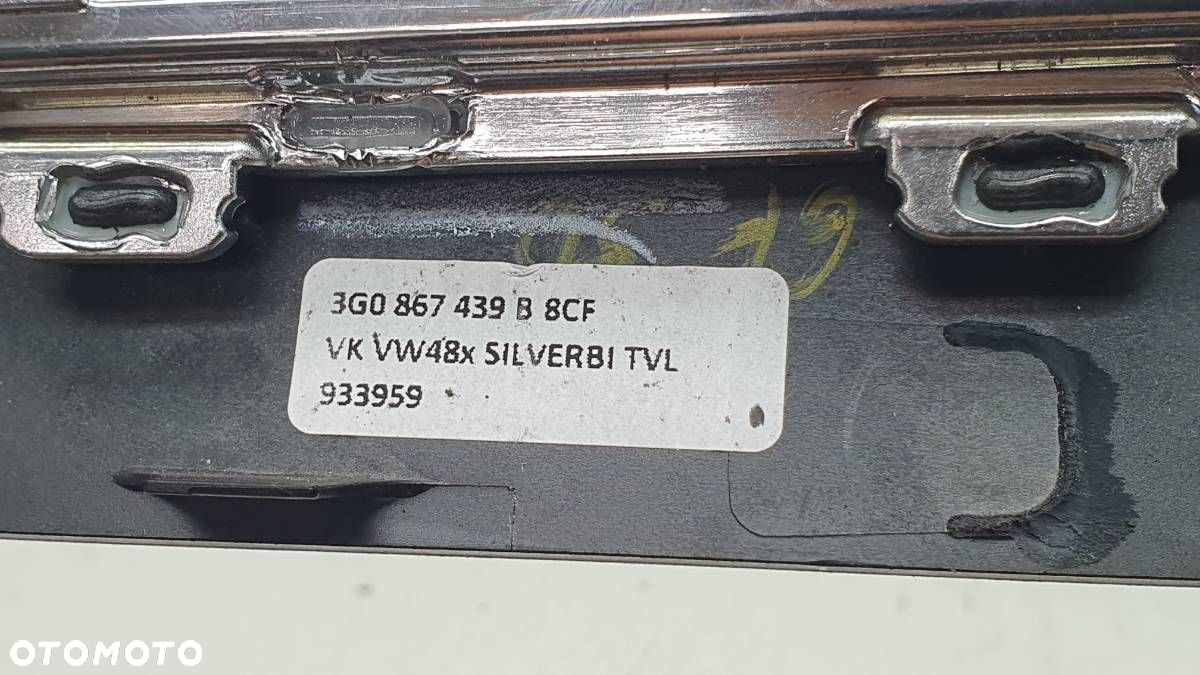 3G0 867 439 B 8CF
VK VW48x SILVERBI TVL
933959
OTOMOTO